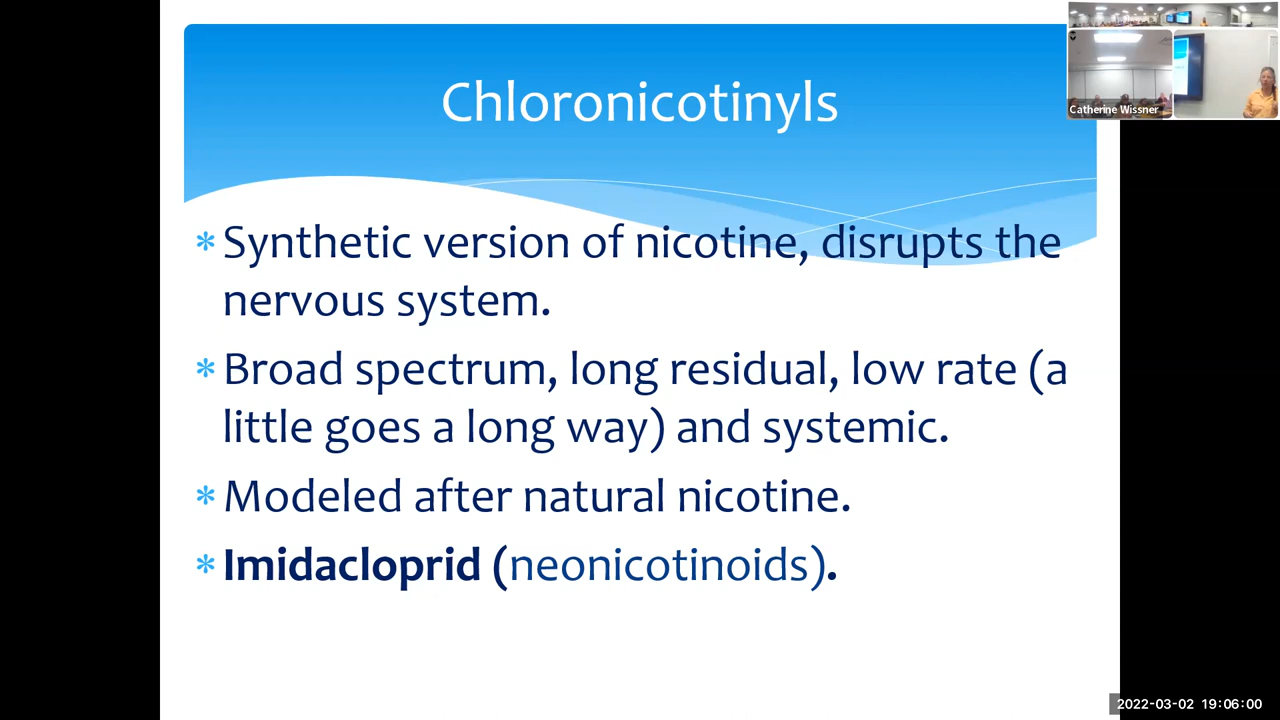 Chloronicotinyls
Catherine Wissner
* Synthetic version of nicotine, disrupts the
nervous system.
* Broad spectrum, long residual, low rate (a
little goes a long way) and systemic.
* Modeled after natural nicotine.
* Imidacloprid (neonicotinoids).
2022-03-02 19:06:00